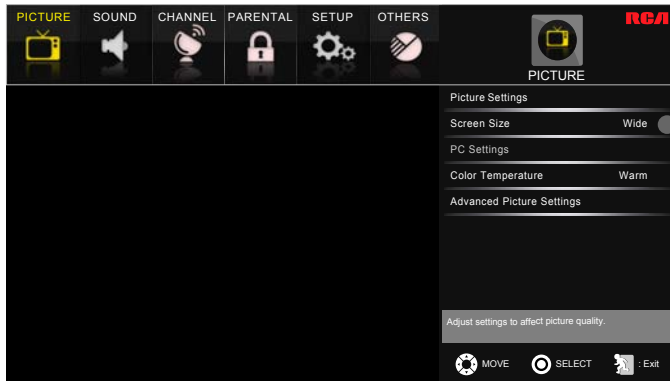 PICTURE SOUND CHANNEL PARENTAL SETUP OTHERS
RCA
PICTURE
Picture Settings
Screen Size Wide
PC Settings
Color Temperature Warm
Advanced Picture Settings
Adjust settings to affect picture quality.
MOVE SELECT : Exit